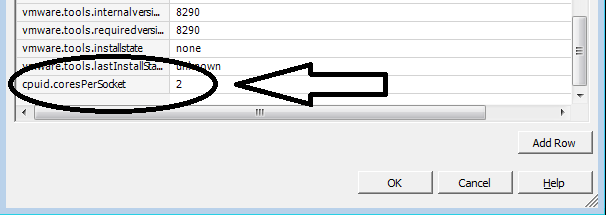 vmware.tools.internalversi... 8290
vmware.tools.requiredversi... 8290
vmware.tools.installstate none
vmware.tools.lastInstallSta... unknown
cpuid.coresPerSocket 2
Add Row
OK Cancel Help